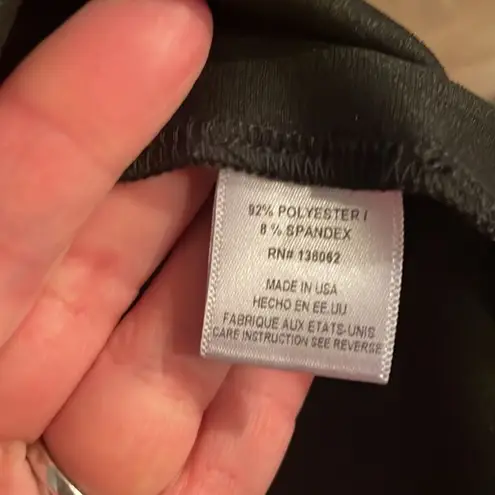 92% POLYESTER /
8 % SPANDEX
RN# 138062
MADE IN USA
HECHO EN EE.UU
FABRIQUE AUX ETATS-UNIS
CARE INSTRUCTION SEE REVERSE